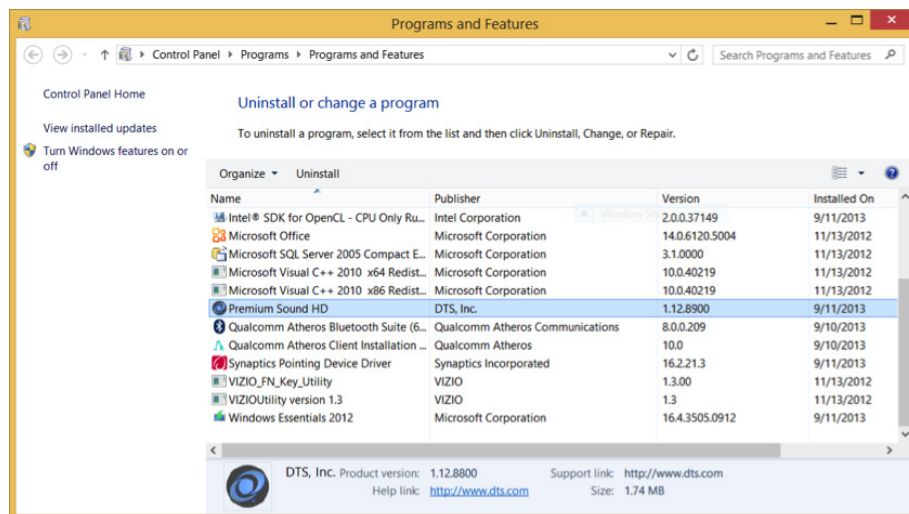 Programs and Features
Control Panel Programs Programs and Features Search Programs and Features
Control Panel Home
View installed updates
Turn Windows features on or
off
Uninstall or change a program
To uninstall a program, select it from the list and then click Uninstall, Change, or Repair.
Organize Uninstall
Name Publisher Version Installed On
Intel® SDK for OpenCL - CPU Only Ru... Intel Corporation 2.0.0.37149 9/11/2013
Microsoft Office Microsoft Corporation 14.0.6120.5004 11/13/2012
Microsoft SQL Server 2005 Compact E... Microsoft Corporation 3.1.0000 11/13/2012
Microsoft Visual C++ 2010 x64 Redist... Microsoft Corporation 10.0.40219 11/13/2012
Microsoft Visual C++ 2010 x86 Redist... Microsoft Corporation 10.0.40219 11/13/2012
Premium Sound HD DTS, Inc. 1.12.8900 9/11/2013
Qualcomm Atheros Bluetooth Suite (6... Qualcomm Atheros Communications 8.0.0.209 9/10/2013
Qualcomm Atheros Client Installation ... Qualcomm Atheros 10.0 9/10/2013
Synaptics Pointing Device Driver Synaptics Incorporated 16.2.21.3 9/11/2013
VIZIO_FN_Key_Utility VIZIO 1.3.00 11/13/2012
VIZIOUtility version 1.3 VIZIO 1.3 11/13/2012
Windows Essentials 2012 Microsoft Corporation 16.4.3505.0912 9/11/2013
DTS, Inc. Product version: 1.12.8800 Support link: http://www.dts.com
Help link: http://www.dts.com Size: 1.74 MB